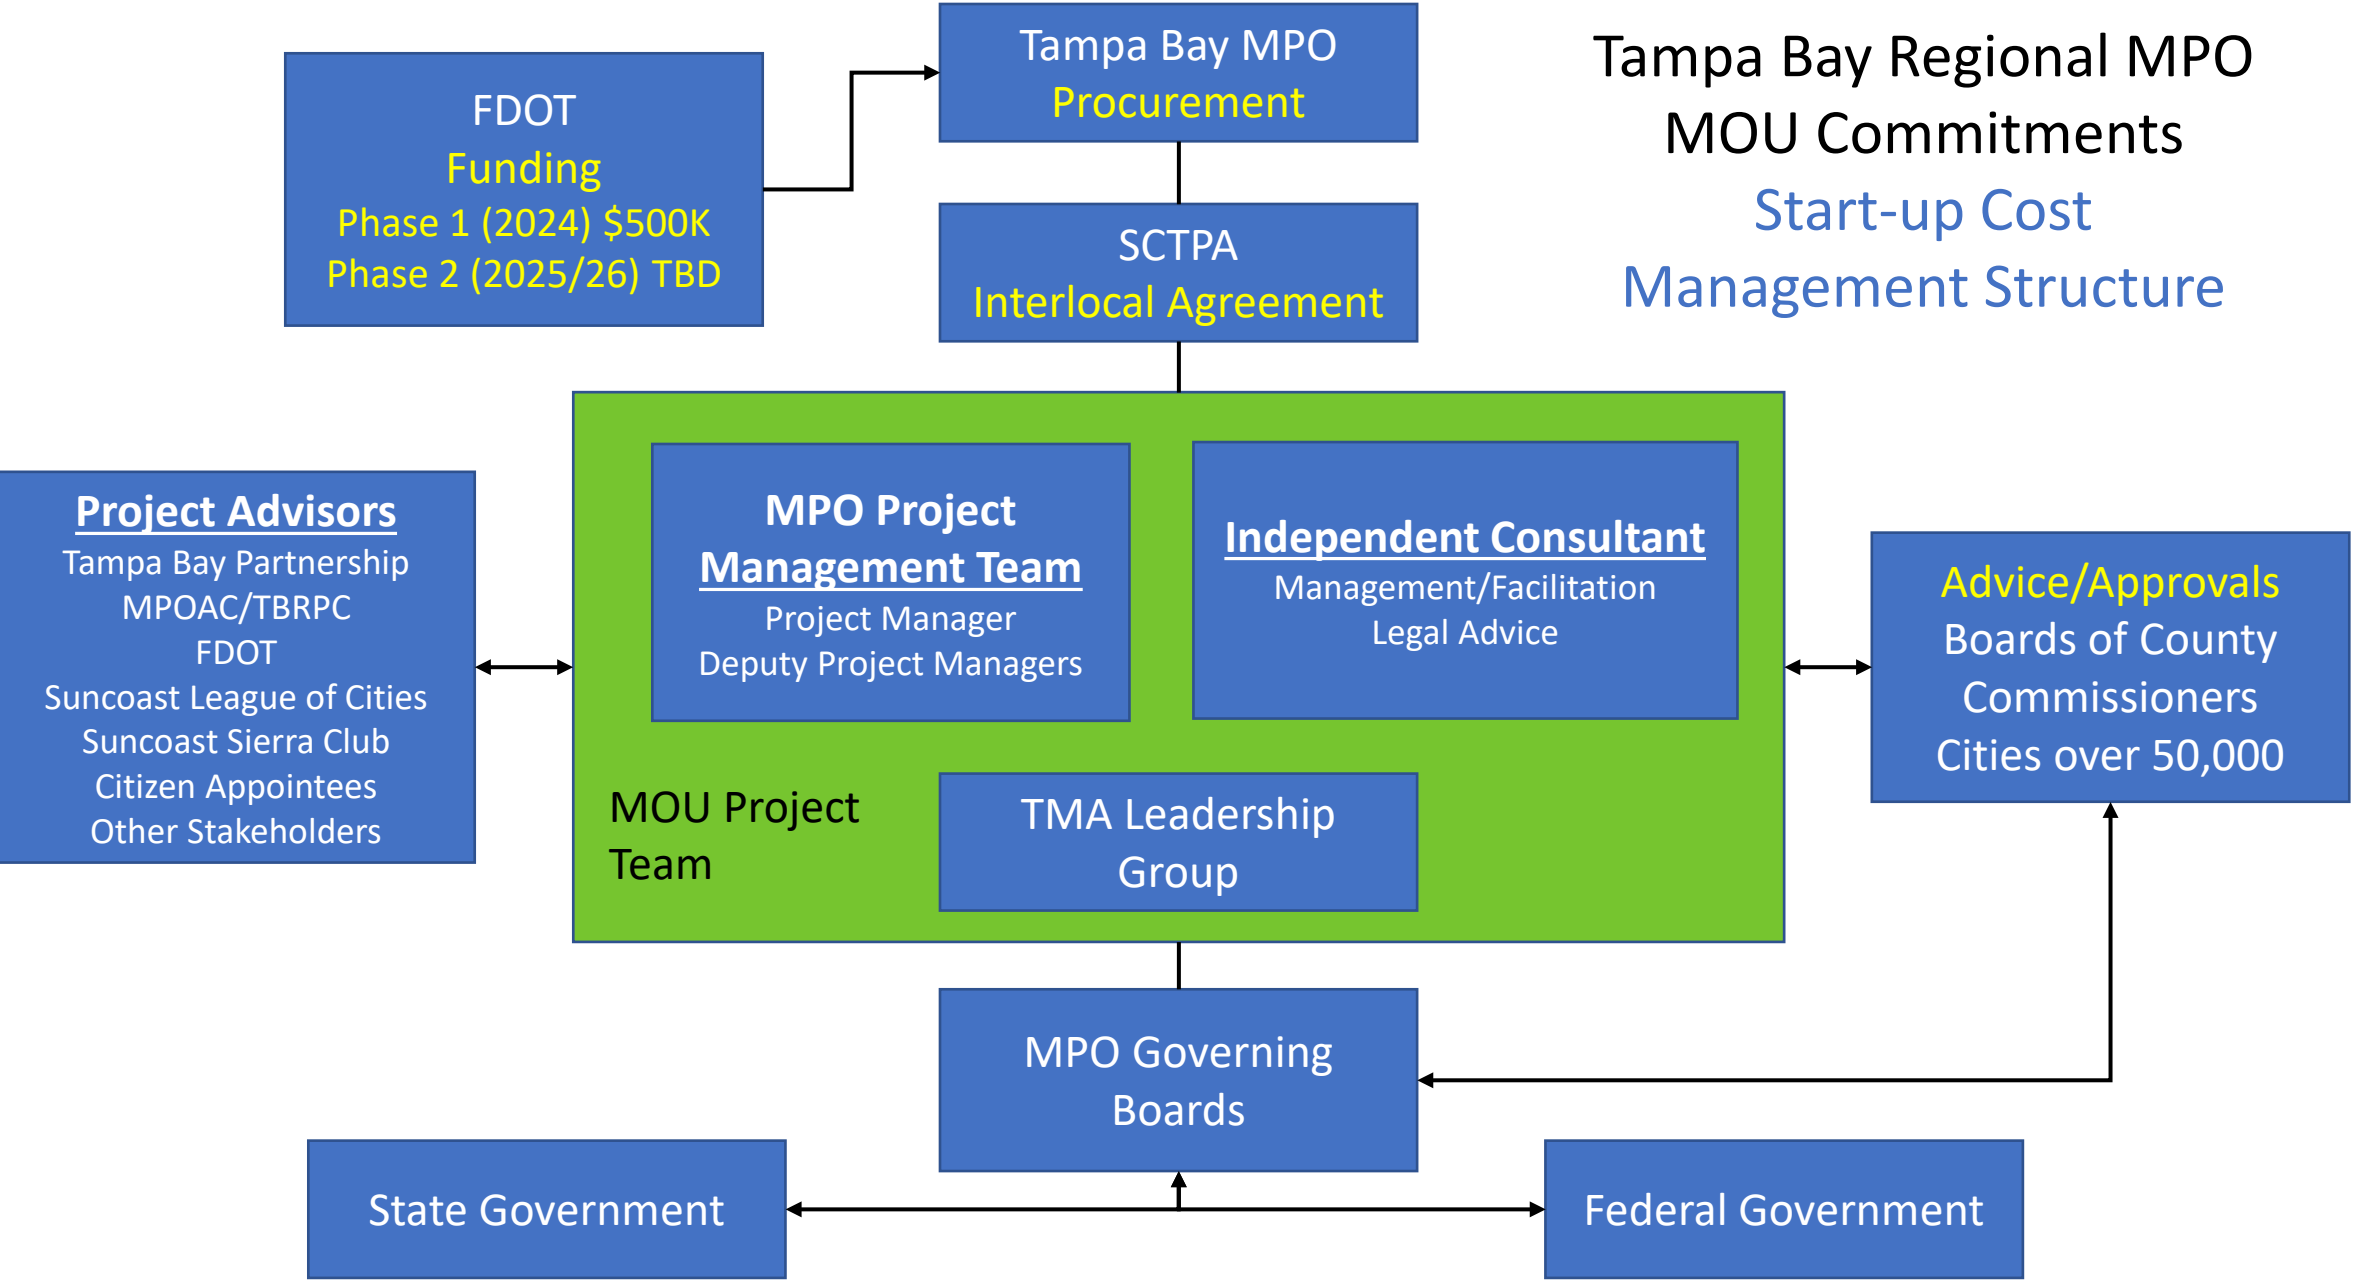 Tampa Bay Regional MPO
MOU Commitments
Start-up Cost
Management Structure
FDOT
Funding
Phase 1 (2024) $500K
Phase 2 (2025/26) TBD
Tampa Bay MPO
Procurement
SCTPA
Interlocal Agreement
Project Advisors
Tampa Bay Partnership
MPOAC/TBRPC
FDOT
Suncoast League of Cities
Suncoast Sierra Club
Citizen Appointees
Other Stakeholders
MPO Project
Management Team
Project Manager
Deputy Project Managers
Independent Consultant
Management/Facilitation
Legal Advice
MOU Project
Team
TMA Leadership
Group
Advice/Approvals
Boards of County
Commissioners
Cities over 50,000
MPO Governing
Boards
State Government
Federal Government